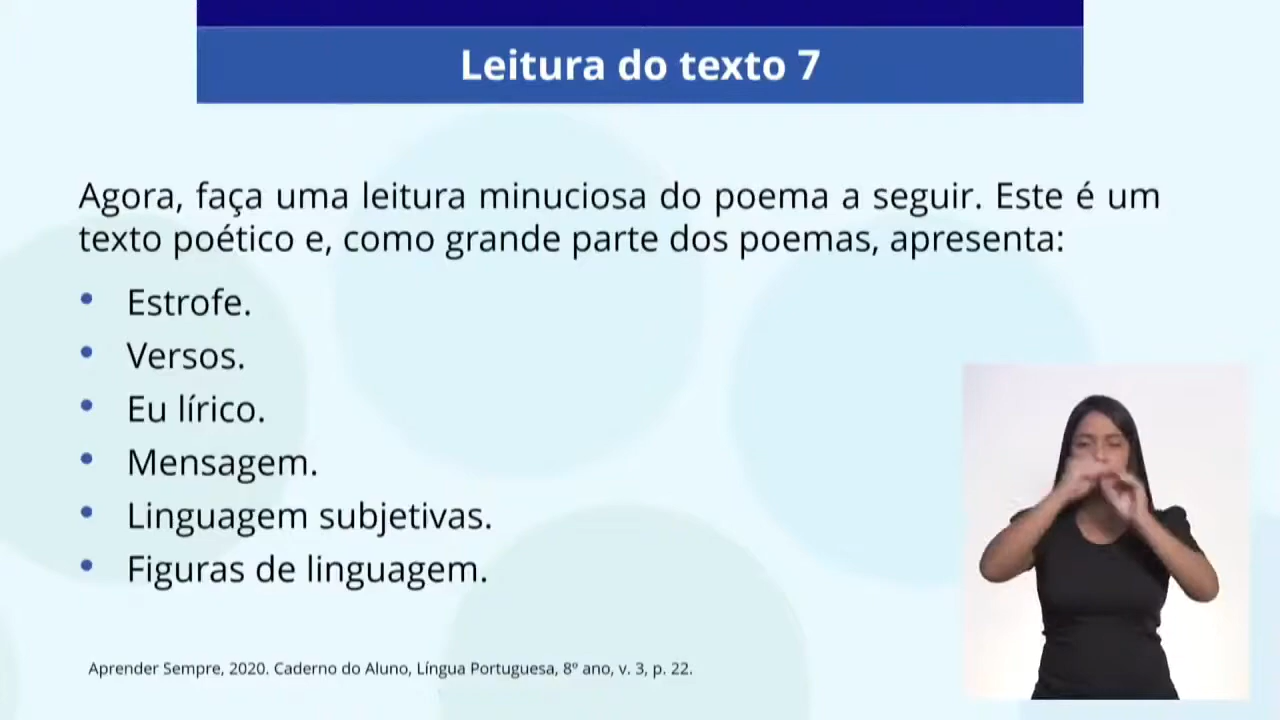 Leitura do texto 7
Agora, faça uma leitura minuciosa do poema a seguir. Este é um
texto poético e, como grande parte dos poemas, apresenta:
• Estrofe.
• Versos.
• Eu lírico.
• Mensagem.
• Linguagem subjetivas.
• Figuras de linguagem.
Aprender Sempre, 2020. Caderno do Aluno, Língua Portuguesa, 8º ano, v. 3, p. 22.